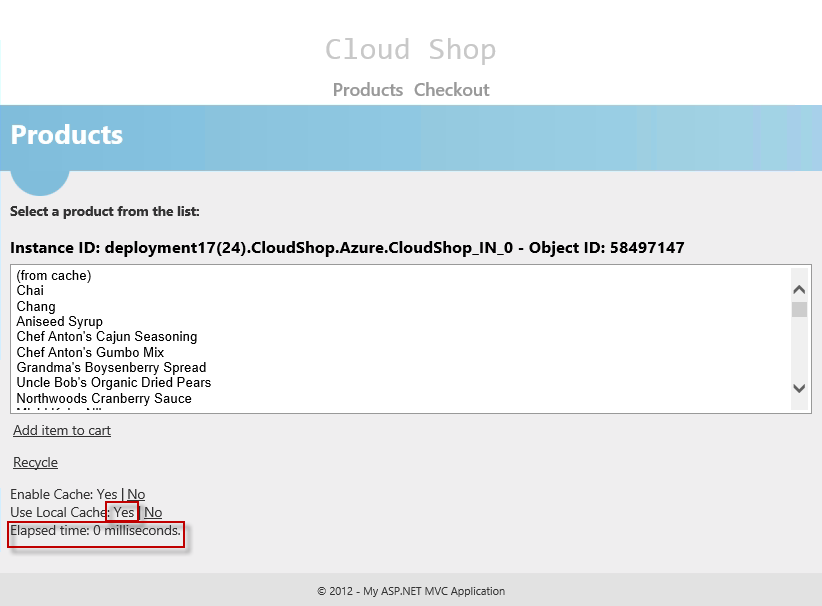 Cloud Shop
Products Checkout
Products
Select a product from the list:
Instance ID: deployment17(24).CloudShop.Azure.CloudShop_IN_0 - Object ID: 58497147
(from cache)
Chai
Chang
Aniseed Syrup
Chef Anton's Cajun Seasoning
Chef Anton's Gumbo Mix
Grandma's Boysenberry Spread
Uncle Bob's Organic Dried Pears
Northwoods Cranberry Sauce
Add item to cart
Recycle
Enable Cache: Yes | No
Use Local Cache: Yes | No
Elapsed time: 0 milliseconds.
© 2012 - My ASP.NET MVC Application